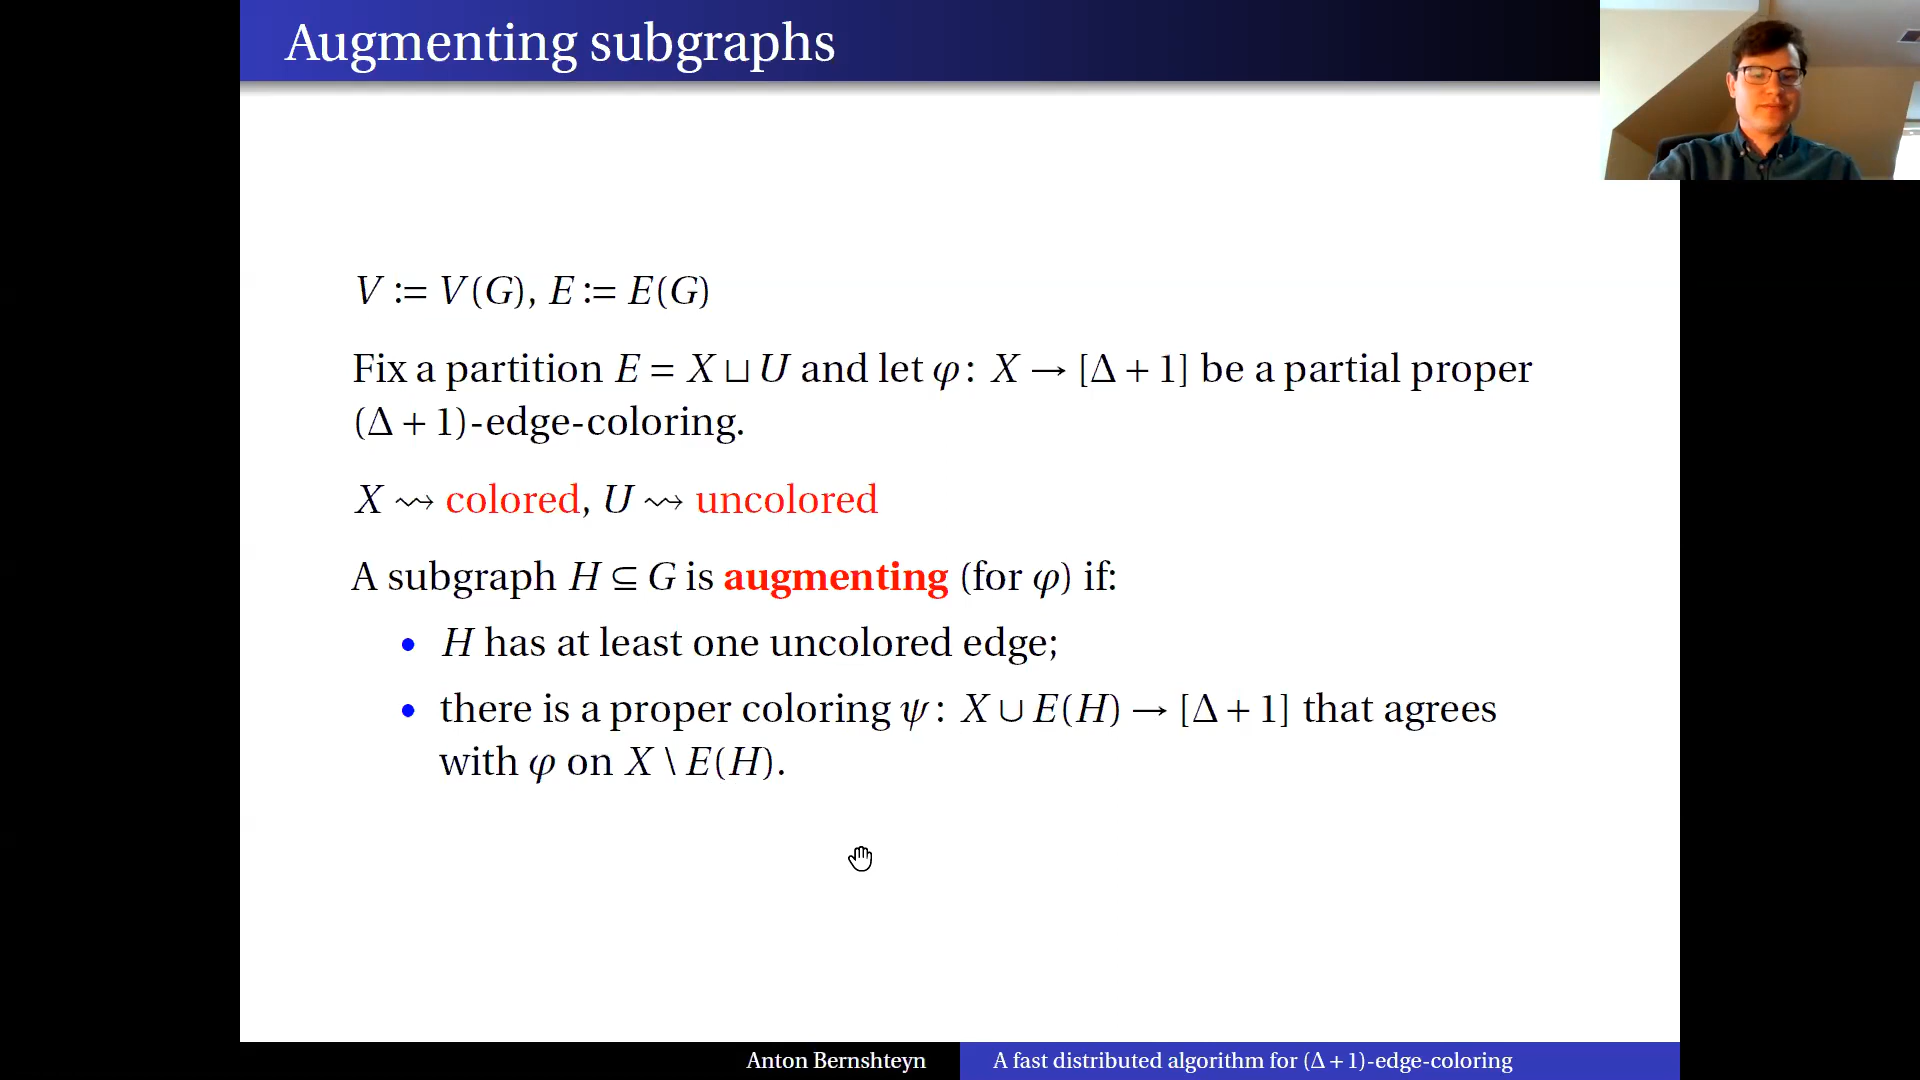 Augmenting subgraphs
V := V(G), E := E(G)
Fix a partition E = X ⊔ U and let φ: X → [Δ + 1] be a partial proper
(Δ + 1)-edge-coloring.
X ⇝ colored, U ⇝ uncolored
A subgraph H ⊆ G is augmenting (for φ) if:
• H has at least one uncolored edge;
• there is a proper coloring ψ: X ∪ E(H) → [Δ + 1] that agrees
with φ on X \ E(H).
Anton Bernshteyn
A fast distributed algorithm for (Δ + 1)-edge-coloring